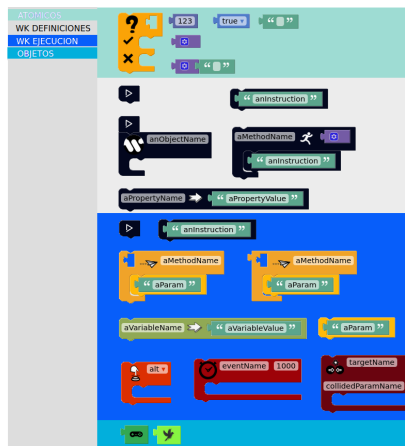 ATOMICOS
WK DEFINICIONES
WK EJECUCION
OBJETOS
123 true ▾ “ ”
“ ”
“ anInstruction ”
anObjectName
aMethodName
“ anInstruction ”
aPropertyName “ aPropertyValue ”
“ anInstruction ”
aMethodName aMethodName
“ aParam ” “ aParam ”
aVariableName “ aVariableValue ” “ aParam ”
alt ▾ eventName 1000 targetName
collidedParamName